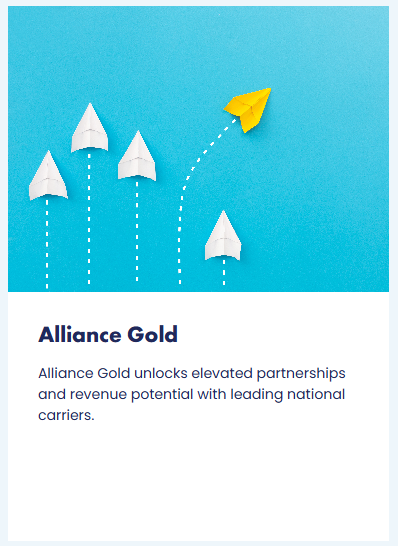 Alliance Gold
Alliance Gold unlocks elevated partnerships
and revenue potential with leading national
carriers.